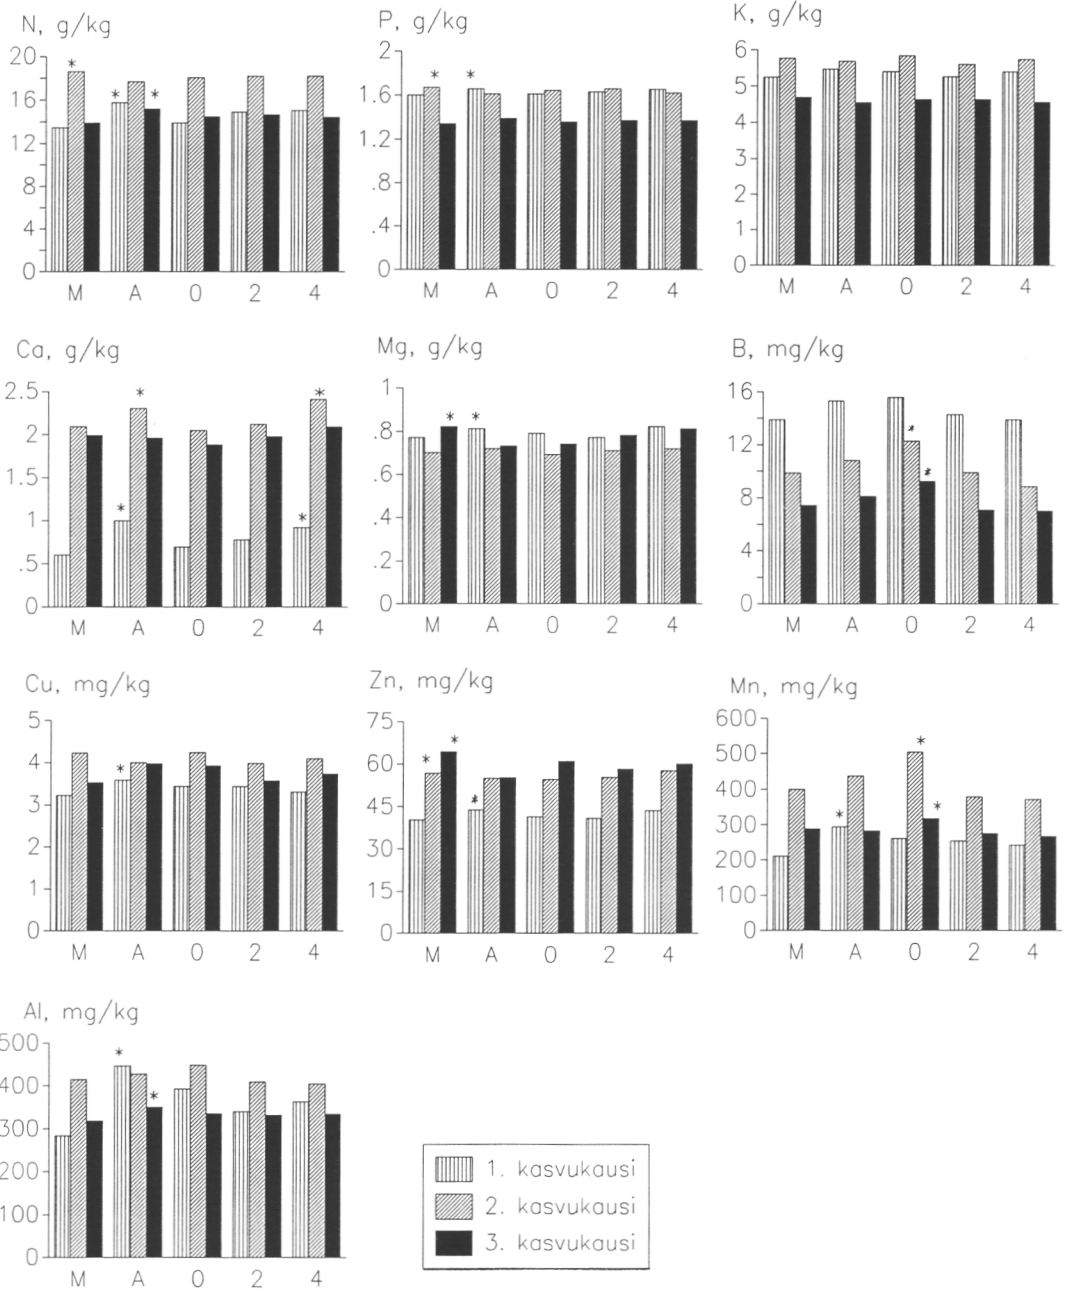 N, g/kg
20
16
12
8
4
0
* * *
M A 0 2 4
P, g/kg
2
1.6
1.2
.8
.4
0
* *
M A 0 2 4
K, g/kg
6
5
4
3
2
1
0
M A 0 2 4
Ca, g/kg
2.5
2
1.5
1
.5
0
* * * *
M A 0 2 4
Mg, g/kg
1
.8
.6
.4
.2
0
* *
M A 0 2 4
B, mg/kg
16
12
8
4
0
* *
M A 0 2 4
Cu, mg/kg
5
4
3
2
1
0
*
M A 0 2 4
Zn, mg/kg
75
60
45
30
15
0
* * *
M A 0 2 4
Mn, mg/kg
600
500
400
300
200
100
0
* * *
M A 0 2 4
Al, mg/kg
500
400
300
200
100
0
* *
M A 0 2 4
1. kasvukausi
2. kasvukausi
3. kasvukausi